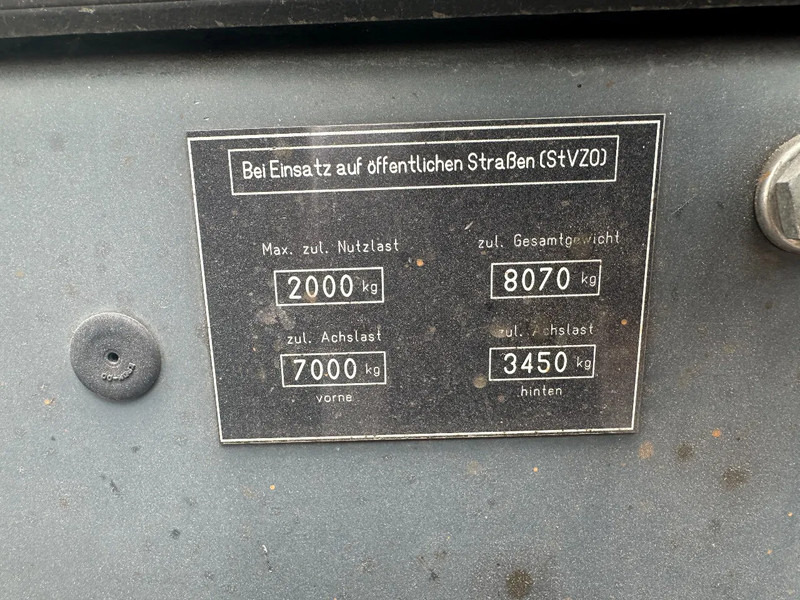 Bei Einsatz auf öffentlichen Straßen (StVZO)
Max. zul. Nutzlast
2000 kg
zul. Gesamtgewicht
8070 kg
zul. Achslast
7000 kg
vorne
zul. Achslast
3450 kg
hinten